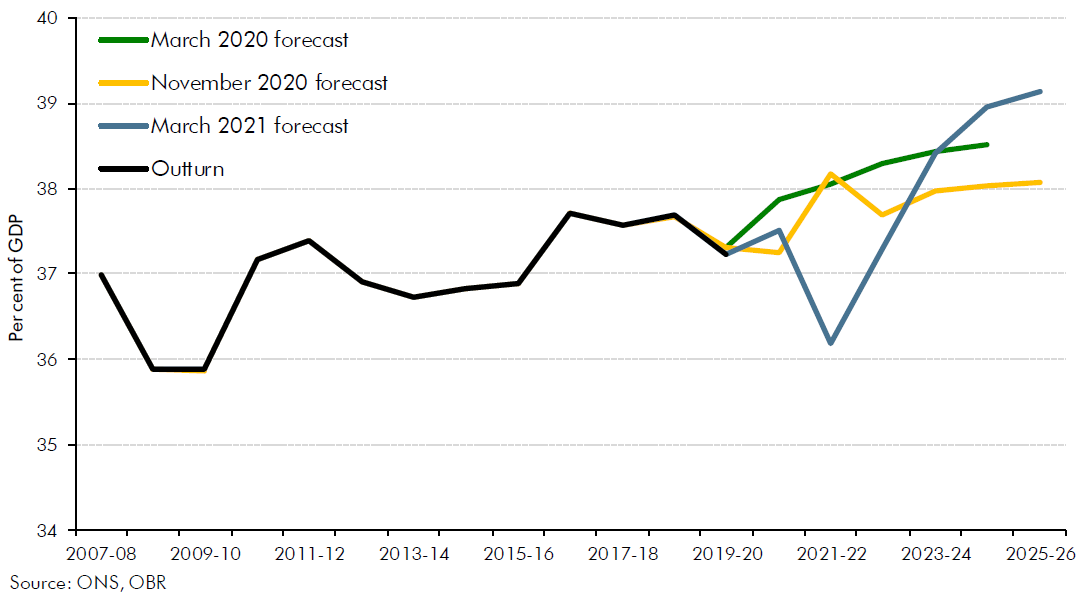 40
39
38
37
36
35
34
Per cent of GDP
March 2020 forecast
November 2020 forecast
March 2021 forecast
Outturn
2007-08 2009-10 2011-12 2013-14 2015-16 2017-18 2019-20 2021-22 2023-24 2025-26
Source: ONS, OBR